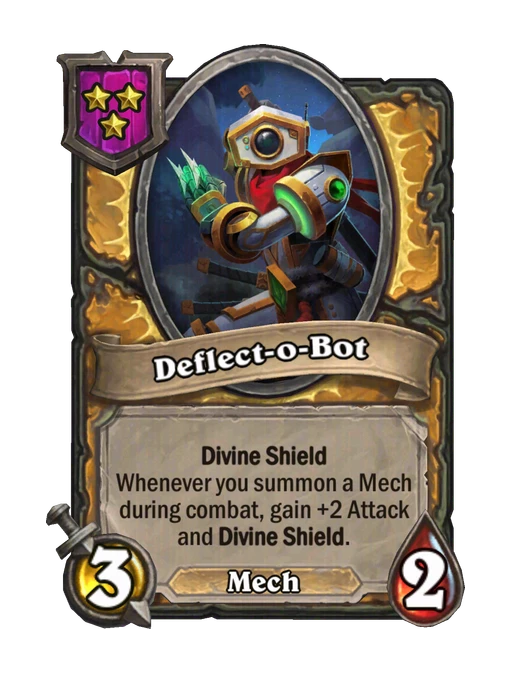 Deflect-o-Bot
Divine Shield
Whenever you summon a Mech
during combat, gain +2 Attack
and Divine Shield.
3
Mech
2